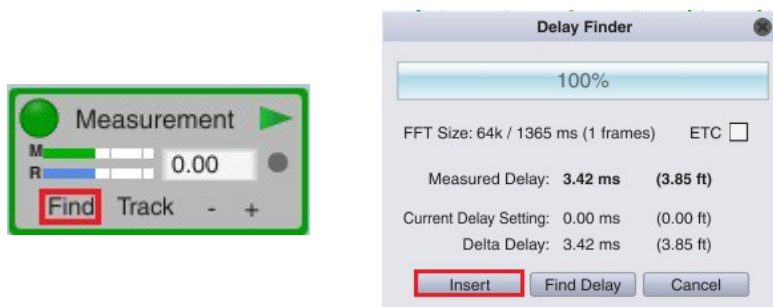 Measurement
M
R
0.00
Find Track - +
Delay Finder
100%
FFT Size: 64k / 1365 ms (1 frames) ETC
Measured Delay: 3.42 ms (3.85 ft)
Current Delay Setting: 0.00 ms (0.00 ft)
Delta Delay: 3.42 ms (3.85 ft)
Insert Find Delay Cancel